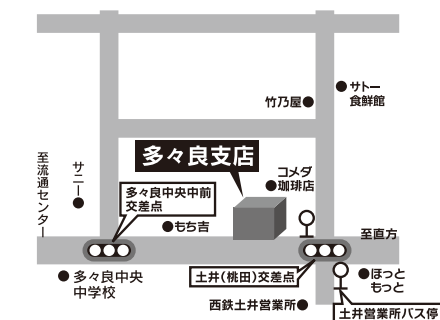 サトー
食鮮館
竹乃屋
多々良支店
コメダ
珈琲店
至流通センター
サニー
多々良中央中前
交差点
もち吉
至直方
土井(桃田)交差点
多々良中央
中学校
ほっと
もっと
西鉄土井営業所
土井営業所バス停